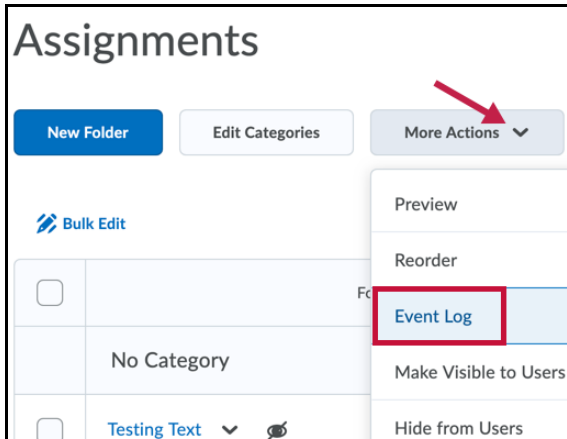 Assignments
New Folder
Edit Categories
More Actions
Preview
Bulk Edit
Reorder
Event Log
No Category
Make Visible to Users
Testing Text
Hide from Users